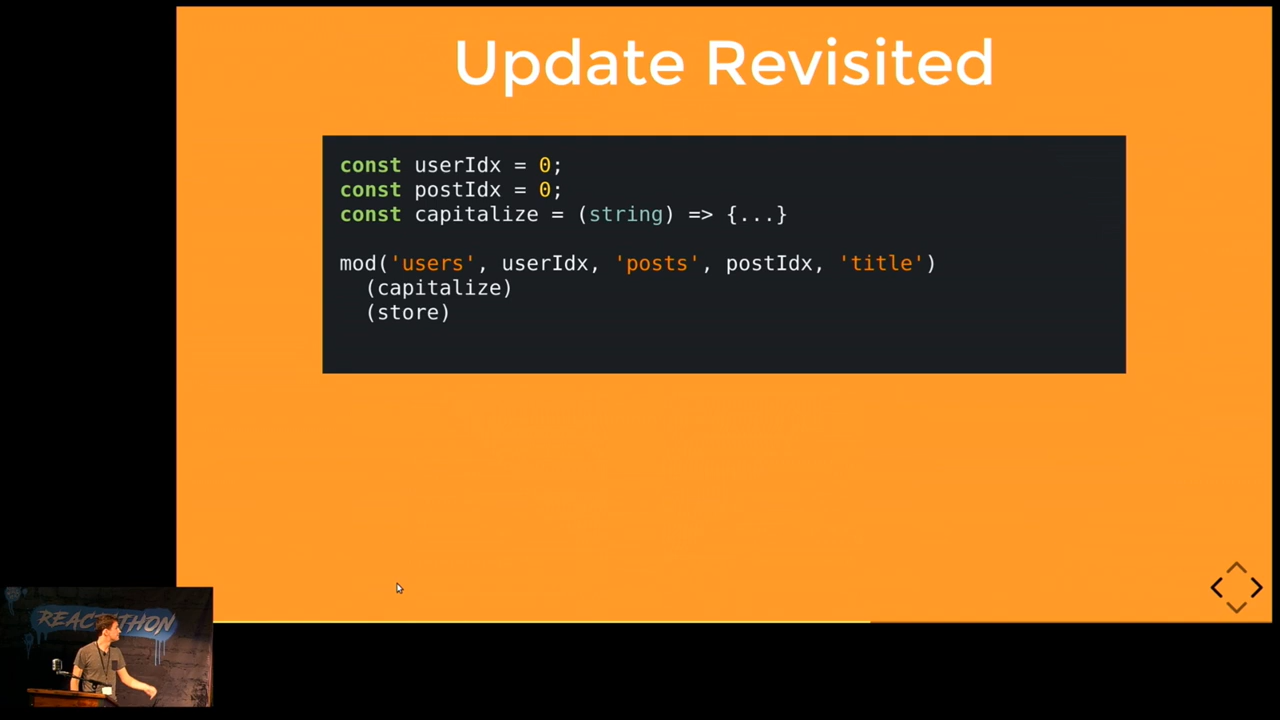 Update Revisited
const userIdx = 0;
const postIdx = 0;
const capitalize = (string) => {...}
mod('users', userIdx, 'posts', postIdx, 'title')
(capitalize)
(store)
REACTATHON